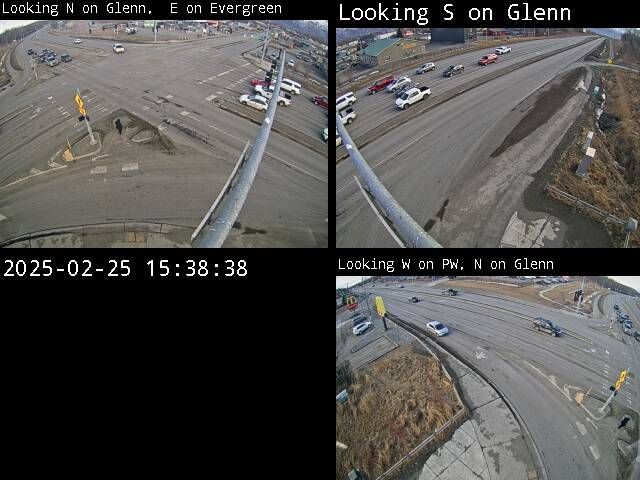 Looking N on Glenn,  E on Evergreen
Looking S on Glenn
2025-02-25 15:38:38
Looking W on PW, N on Glenn